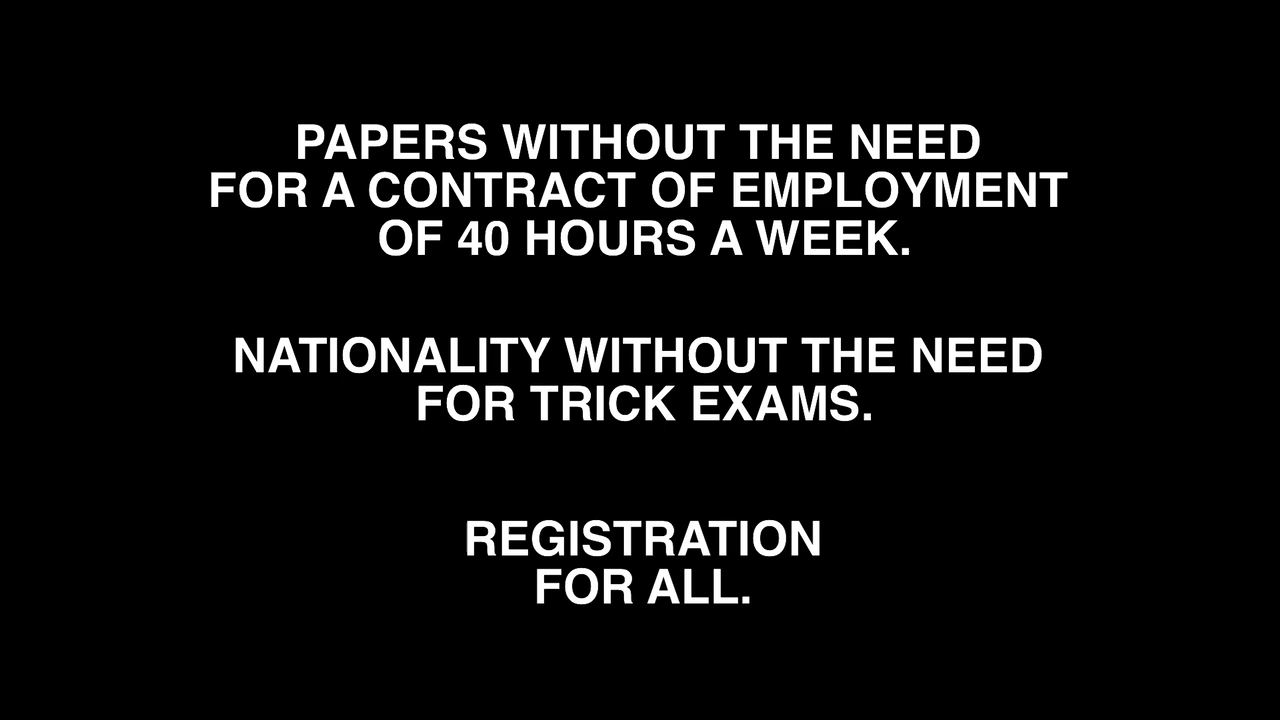 PAPERS WITHOUT THE NEED
FOR A CONTRACT OF EMPLOYMENT
OF 40 HOURS A WEEK.
NATIONALITY WITHOUT THE NEED
FOR TRICK EXAMS.
REGISTRATION
FOR ALL.